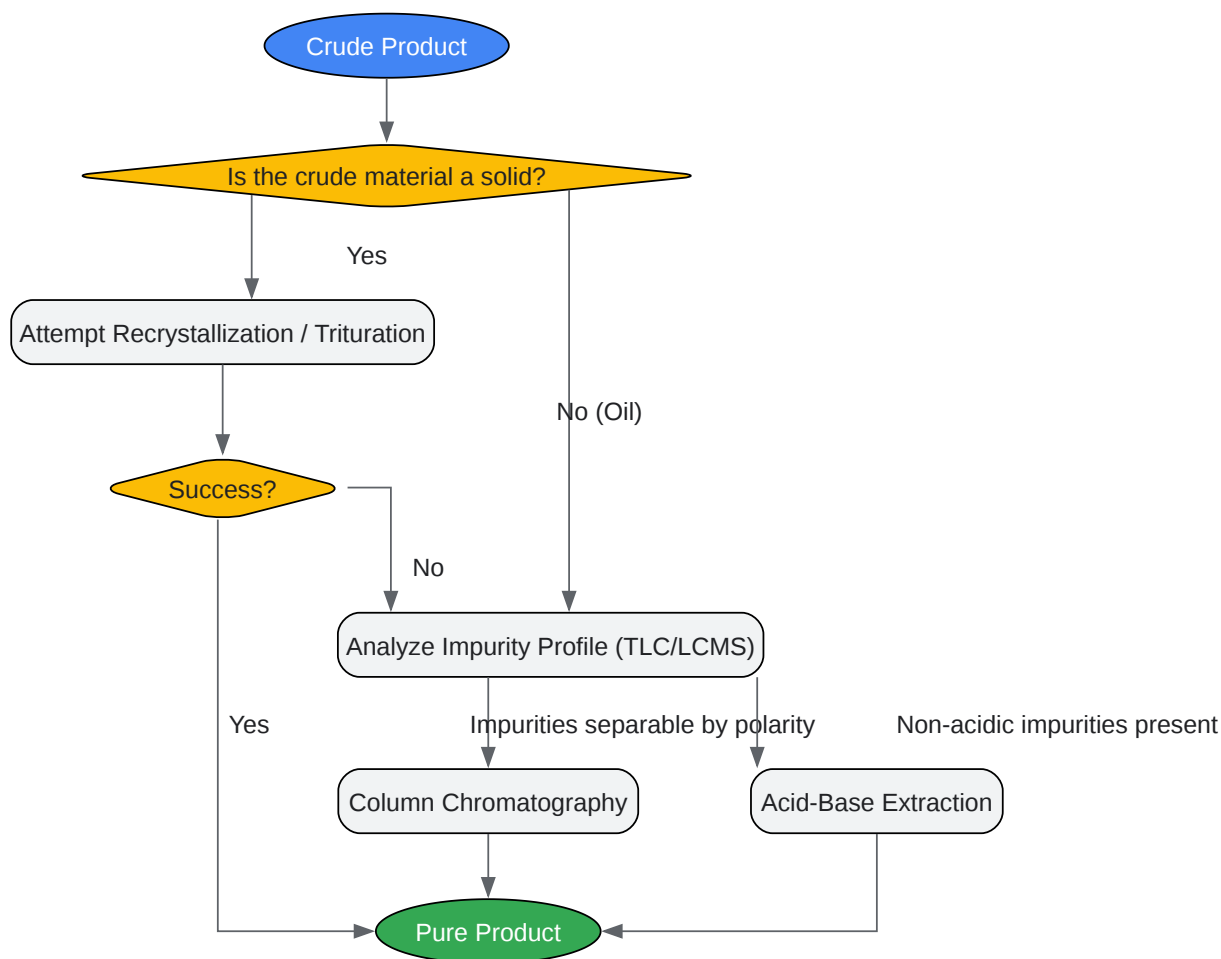 Crude Product
Is the crude material a solid?
Yes
Attempt Recrystallization / Trituration
No (Oil)
Success?
No
Analyze Impurity Profile (TLC/LCMS)
Yes
Impurities separable by polarity
Non-acidic impurities present
Column Chromatography
Acid-Base Extraction
Pure Product